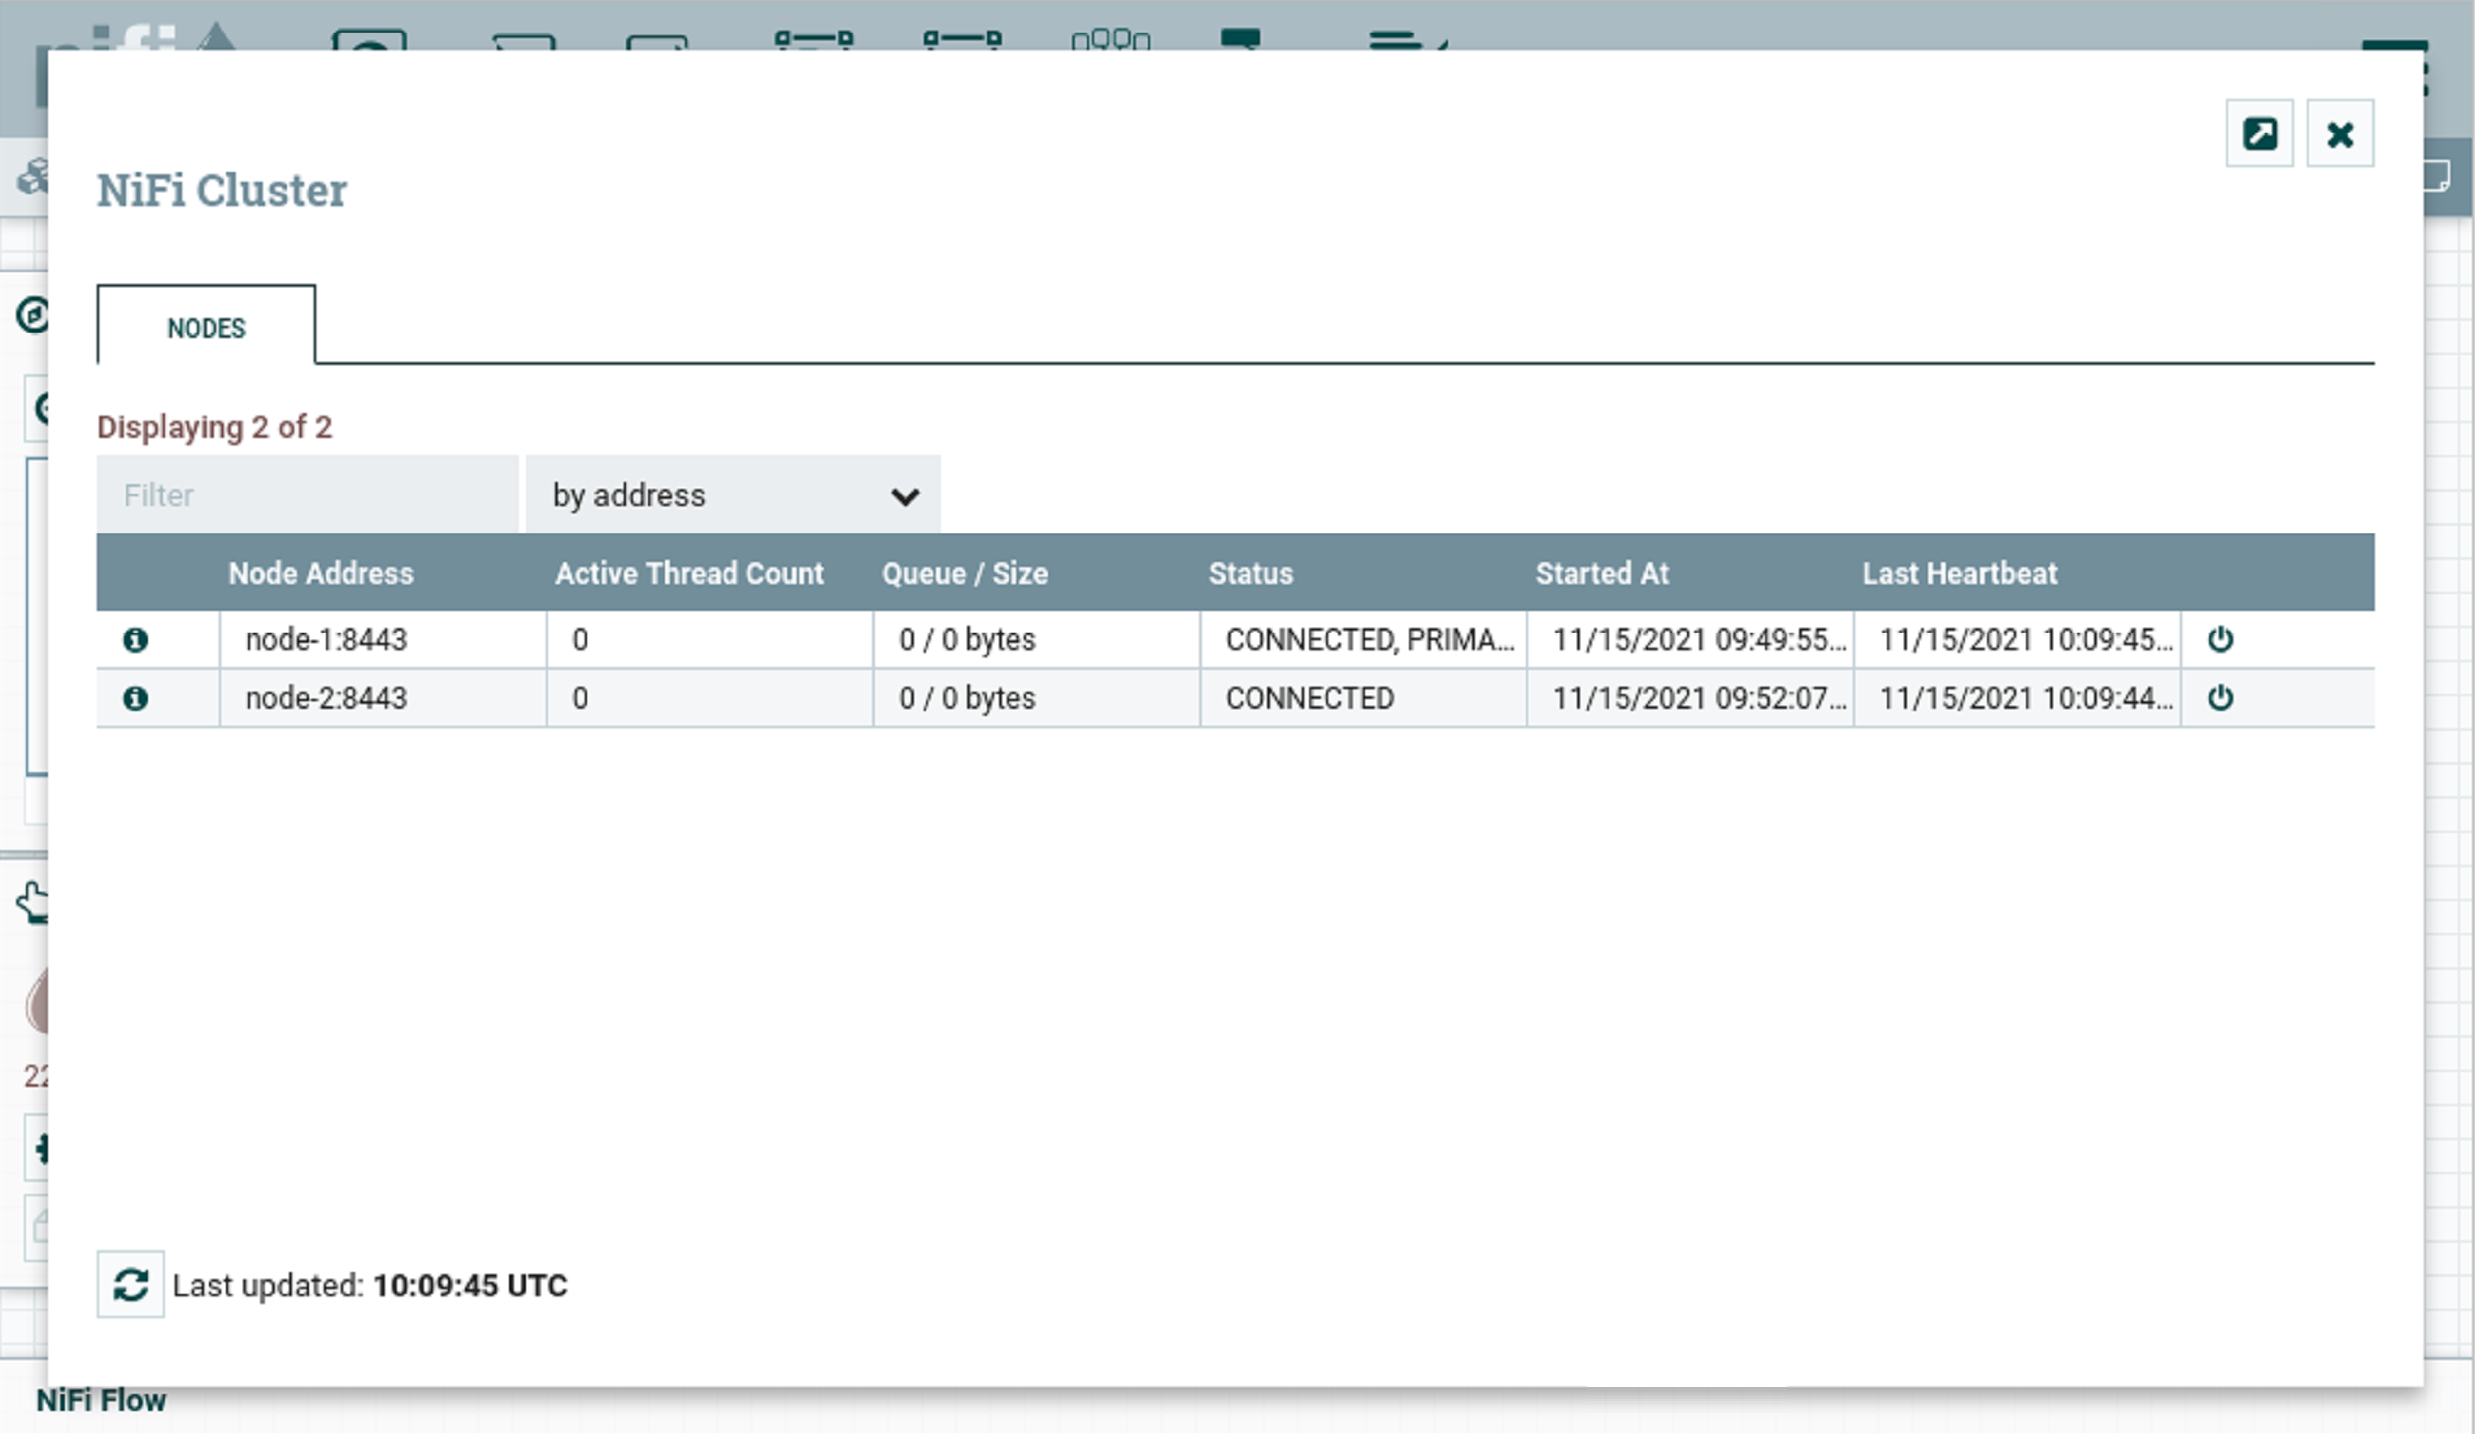 NiFi Cluster
NODES
Displaying 2 of 2
Filter
by address
Node Address Active Thread Count Queue / Size Status Started At Last Heartbeat
node-1:8443 0 0 / 0 bytes CONNECTED, PRIMA... 11/15/2021 09:49:55... 11/15/2021 10:09:45...
node-2:8443 0 0 / 0 bytes CONNECTED 11/15/2021 09:52:07... 11/15/2021 10:09:44...
22
Last updated: 10:09:45 UTC
NiFi Flow